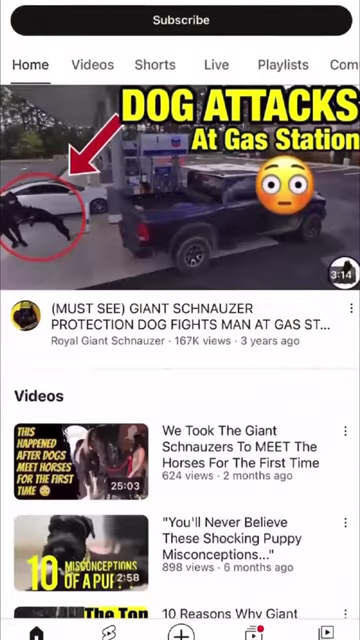 Subscribe
Home Videos Shorts Live Playlists Com
DOG ATTACKS
At Gas Station
3:14
(MUST SEE) GIANT SCHNAUZER
PROTECTION DOG FIGHTS MAN AT GAS ST...
Royal Giant Schnauzer · 167K views · 3 years ago
Videos
THIS
HAPPENED
AFTER DOGS
MEET HORSES
FOR THE FIRST
TIME
25:03
We Took The Giant
Schnauzers To MEET The
Horses For The First Time
624 views · 2 months ago
10 MISCONCEPTIONS
OF A PUP
2:58
"You'll Never Believe
These Shocking Puppy
Misconceptions..."
898 views · 6 months ago
The Top
10 Reasons Why Giant